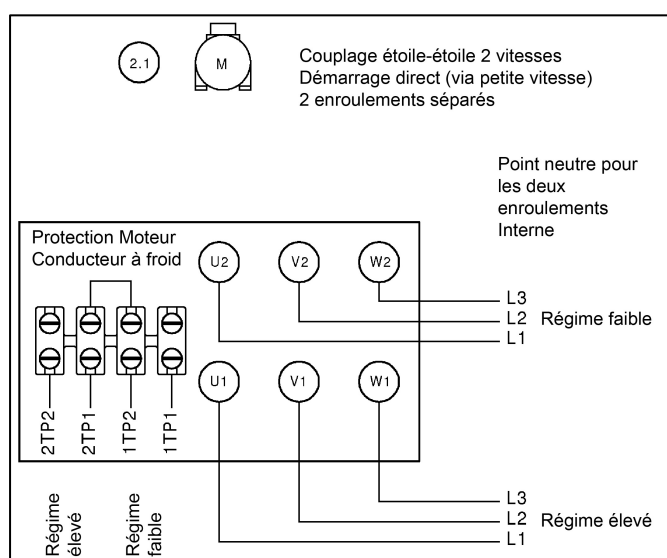 2.1
M
Couplage étoile-étoile 2 vitesses
Démarrage direct (via petite vitesse)
2 enroulements séparés
Point neutre pour
les deux
enroulements
Interne
Protection Moteur
Conducteur à froid
U2
V2
W2
L3
L2 Régime faible
L1
U1
V1
W1
2TP2
2TP1
1TP2
1TP1
L3
L2 Régime élevé
L1
Régime
élevé
Régime
faible